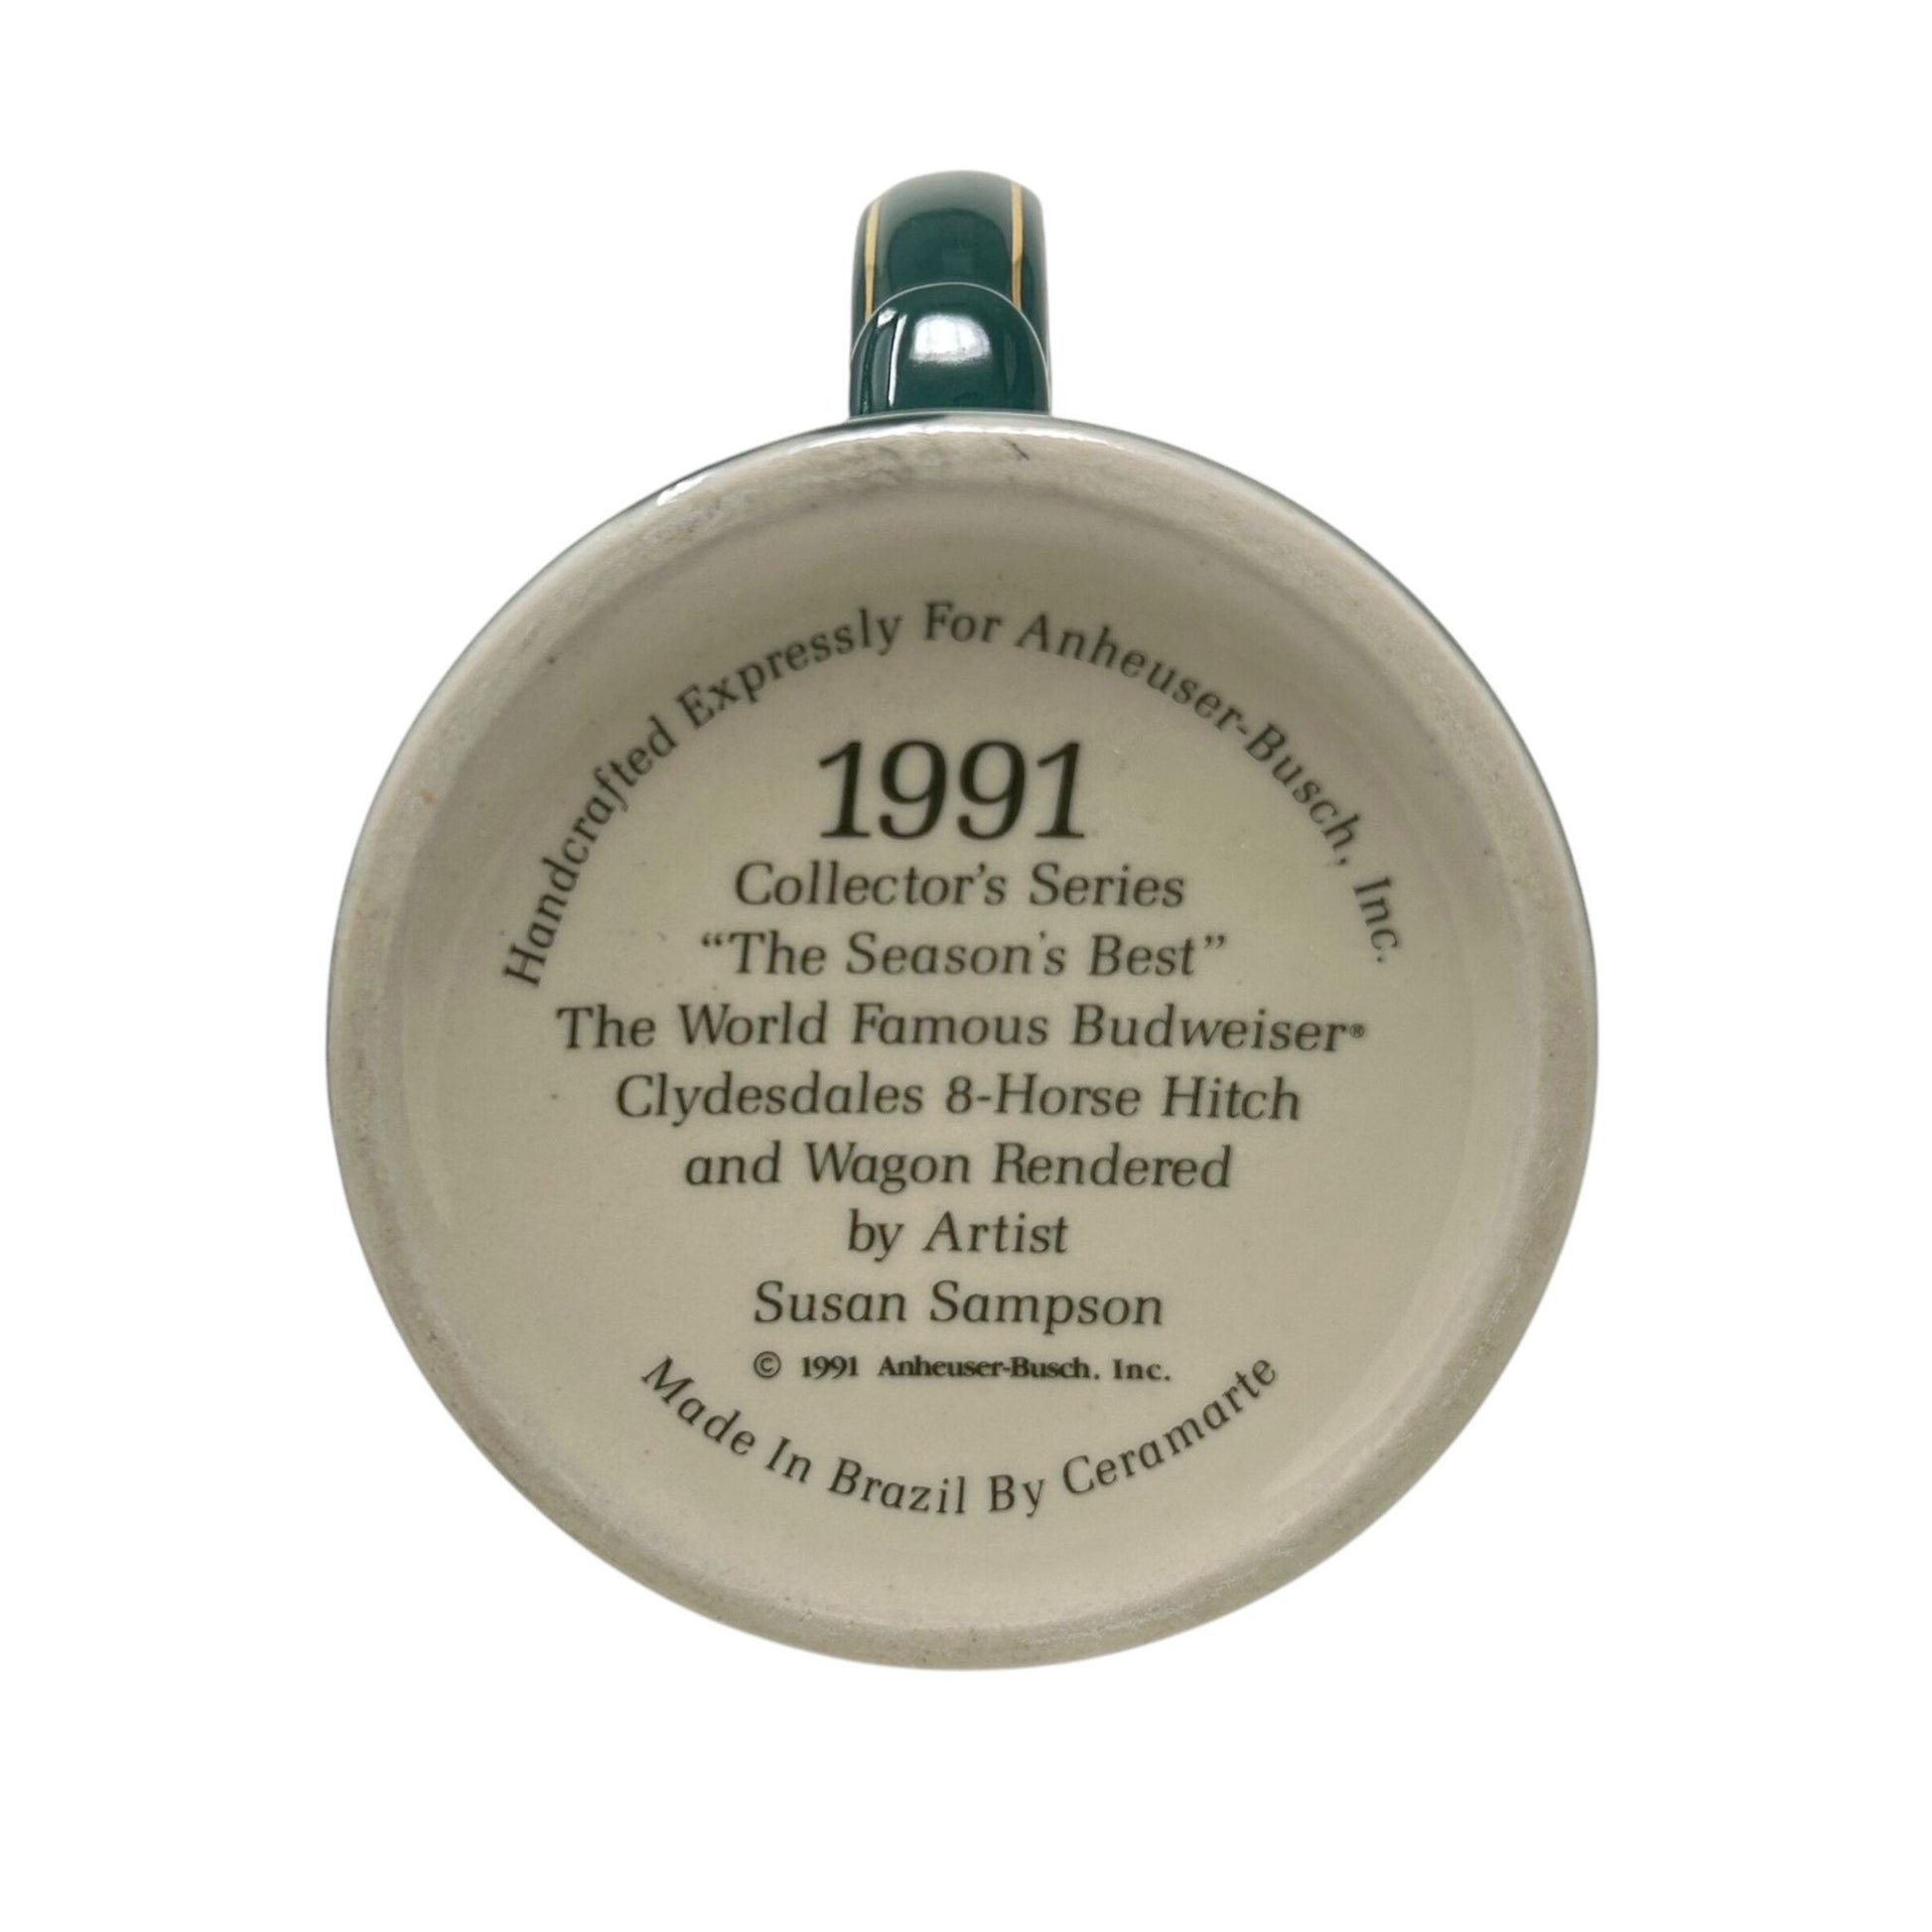 Handcrafted Expressly For Anheuser-Busch, Inc.
1991
Collector's Series
“The Season's Best”
The World Famous Budweiser®
Clydesdales 8-Horse Hitch
and Wagon Rendered
by Artist
Susan Sampson
© 1991 Anheuser-Busch. Inc.
Made In Brazil By Ceramarte